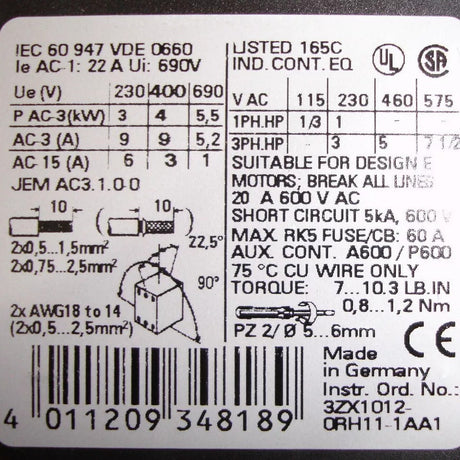 IEC 60 947 VDE 0660
Ie AC-1: 22 A Ui: 690V
Ue (V) 230 400 690
P AC-3(kW) 3 4 5,5
AC-3 (A) 9 9 5,2
AC-15 (A) 6 3 1
JEM AC3.1.0-0
10 10
2x0,5...1,5mm²
2x0,75...2,5mm²
22,5°
90°
2x AWG18 to 14
(2x0,5...2,5mm²)
LISTED 165C
IND. CONT. EQ
UL SA
V AC 115 230 460 575
1PH.HP 1/3 1
3PH.HP 3 5 7 1/2
SUITABLE FOR DESIGN E
MOTORS; BREAK ALL LINES
20 A 600 V AC
SHORT CIRCUIT 5kA, 600 V
MAX. RK5 FUSE/CB: 60 A
AUX. CONT. A600 / P600
75 °C CU WIRE ONLY
TORQUE: 7...10.3 LB.IN
0,8...1,2 Nm
PZ 2/ Ø 5...6mm
Made
in Germany
CE
Instr. Ord. No.:
3ZX1012-
0RH11-1AA1
4 011209 348189